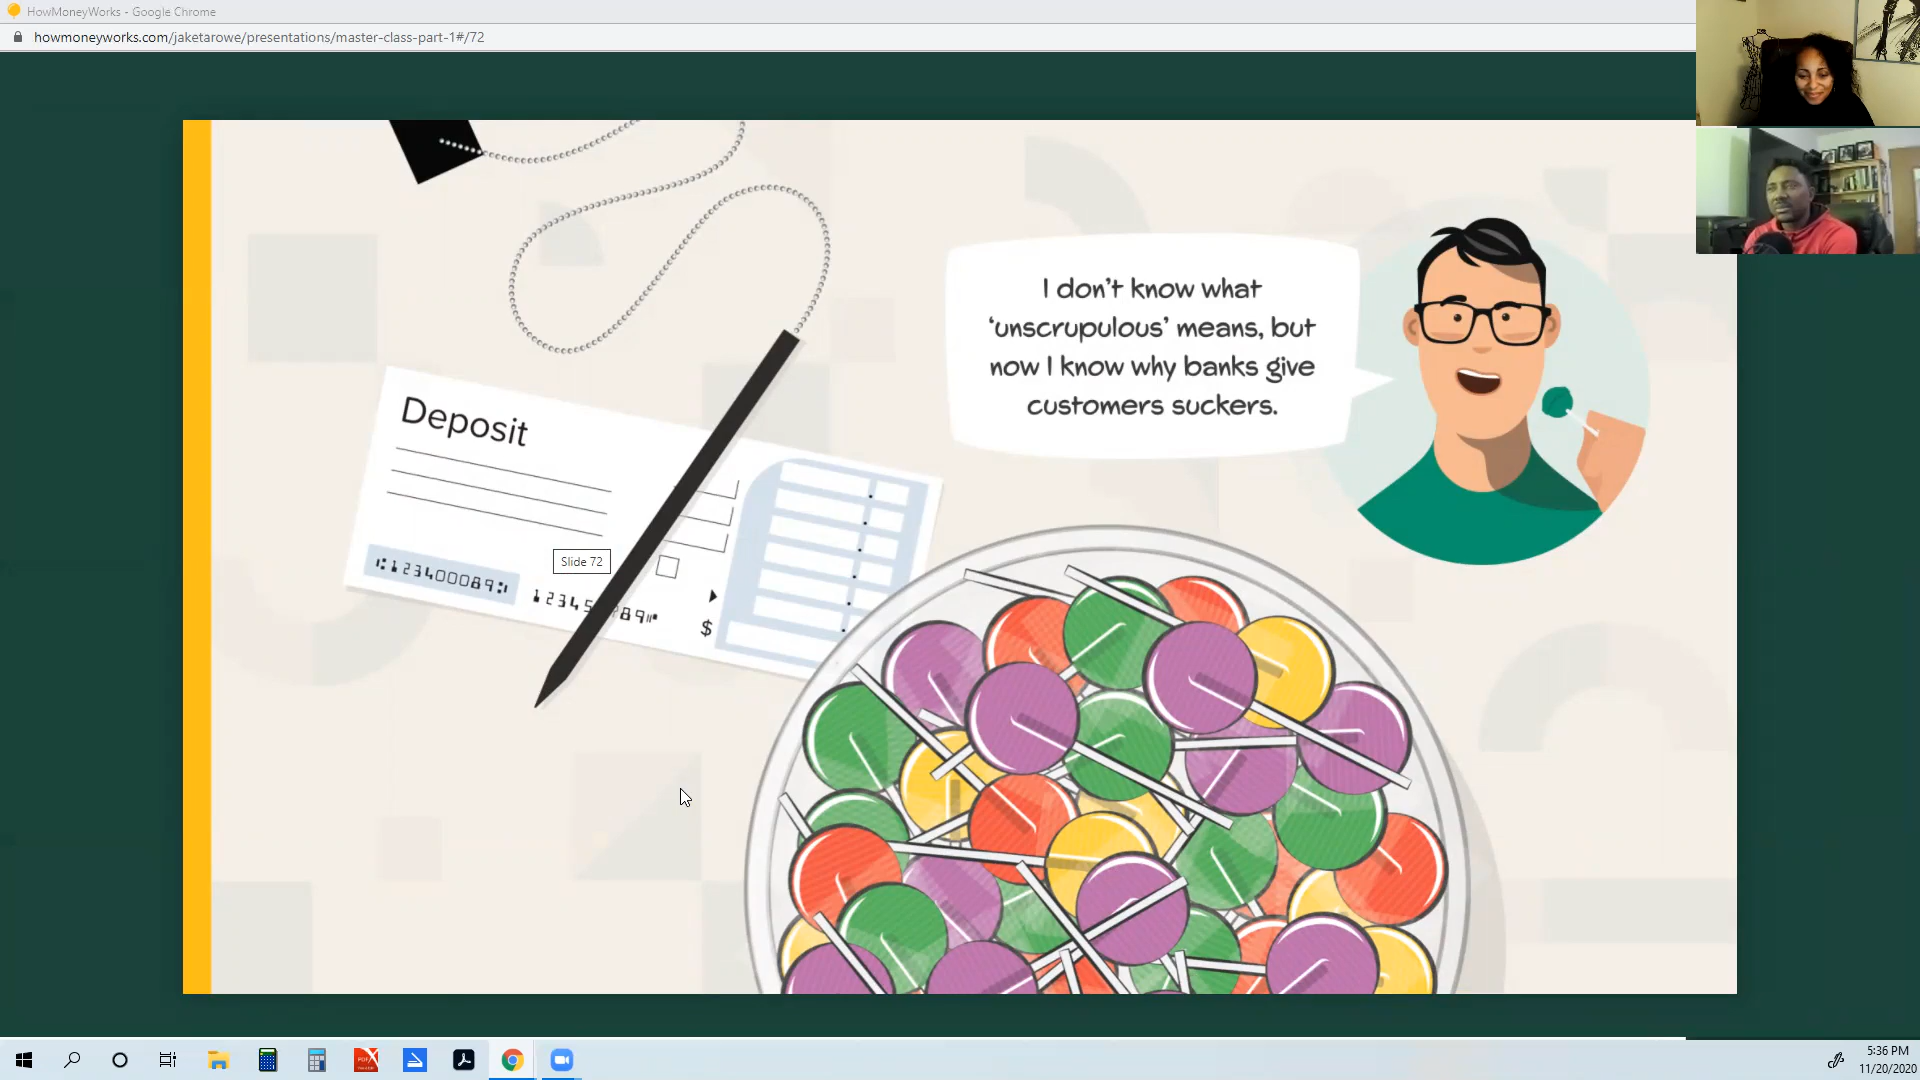 HowMoneyWorks - Google Chrome
howmoneyworks.com/jaketarowe/presentations/master-class-part-1#/72
I don't know what
'unscrupulous' means, but
now I know why banks give
customers suckers.
Deposit
Slide 72
⑆123400089⑆
$
5:36 PM
11/20/2020